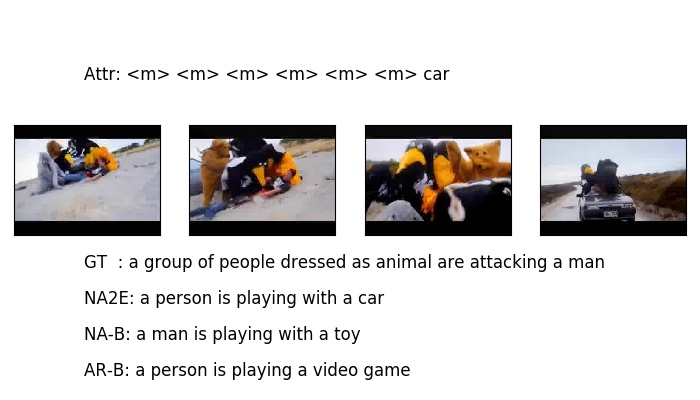 Attr: <m> <m> <m> <m> <m> <m> car
GT  : a group of people dressed as animal are attacking a man
NA2E: a person is playing with a car
NA-B: a man is playing with a toy
AR-B: a person is playing a video game